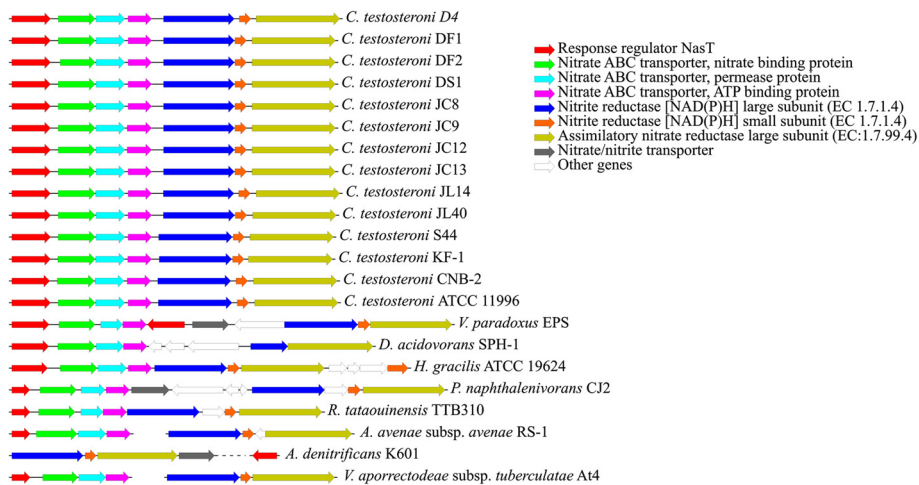 C. testosteroni D4
C. testosteroni DF1
C. testosteroni DF2
C. testosteroni DS1
C. testosteroni JC8
C. testosteroni JC9
C. testosteroni JC12
C. testosteroni JC13
C. testosteroni JL14
C. testosteroni JL40
C. testosteroni S44
C. testosteroni KF-1
C. testosteroni CNB-2
C. testosteroni ATCC 11996
V. paradoxus EPS
D. acidovorans SPH-1
H. gracilis ATCC 19624
P. naphthalenivorans CJ2
R. tataouinensis TTB310
A. avenae subsp. avenae RS-1
A. denitrificans K601
V. aporrectodeae subsp. tuberculatae At4
Response regulator NasT
Nitrate ABC transporter, nitrate binding protein
Nitrate ABC transporter, permease protein
Nitrate ABC transporter, ATP binding protein
Nitrite reductase [NAD(P)H] large subunit (EC 1.7.1.4)
Nitrite reductase [NAD(P)H] small subunit (EC 1.7.1.4)
Assimilatory nitrate reductase large subunit (EC:1.7.99.4)
Nitrate/nitrite transporter
Other genes